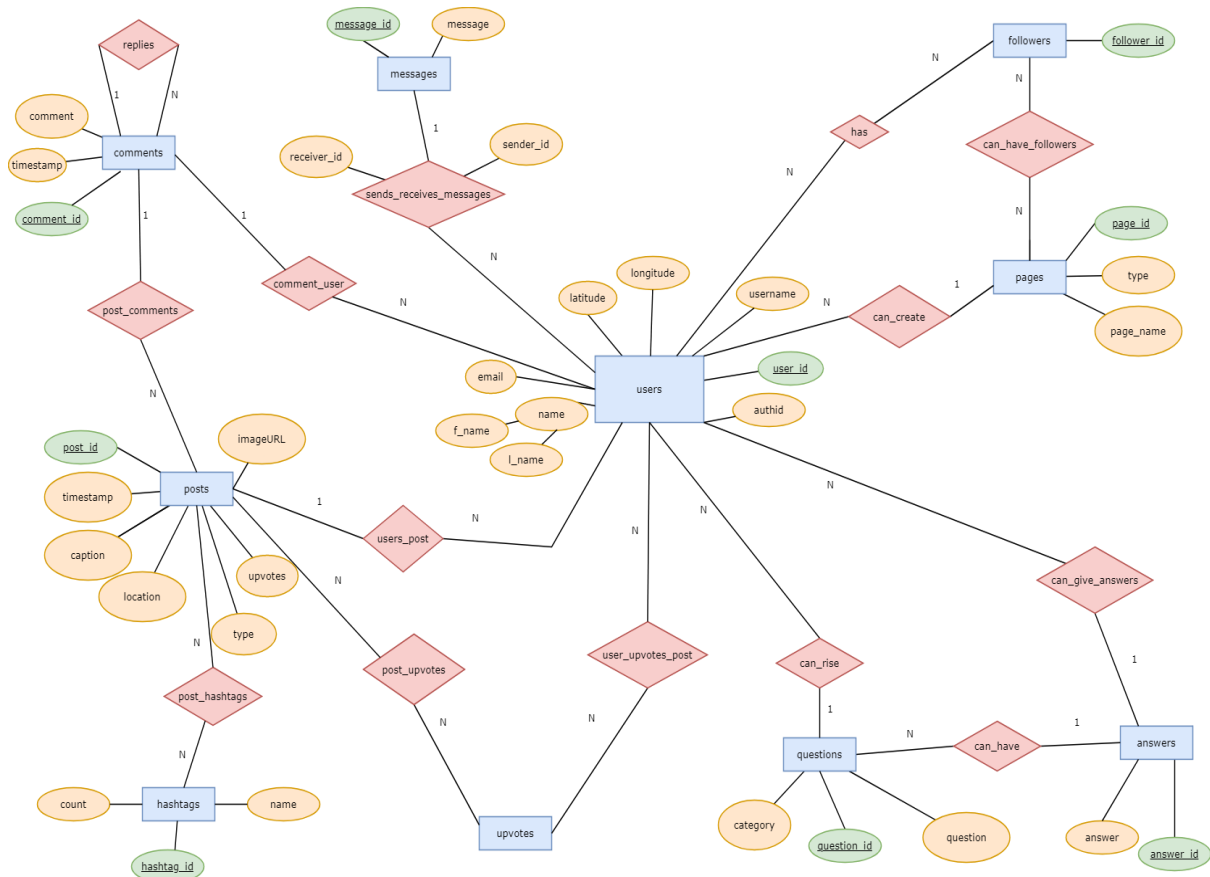 message_id
message
followers
follower_id
replies
N
messages
has
can_have_followers
N
1
N
1
comment
comments
timestamp
receiver_id
sender_id
sends_receives_messages
N
N
comment_id
1
1
page_id
pages
type
page_name
N
longitude
latitude
username
comment_user
N
N
1
can_create
post_comments
email
users
user_id
name
authid
f_name
l_name
N
imageURL
post_id
posts
timestamp
1
N
N
N
N
users_post
caption
location
upvotes
type
N
can_give_answers
N
post_upvotes
user_upvotes_post
can_rise
1
post_hashtags
N
N
1
N
1
N
questions
can_have
answers
count
hashtags
name
category
question_id
question
answer
answer_id
upvotes
hashtag_id